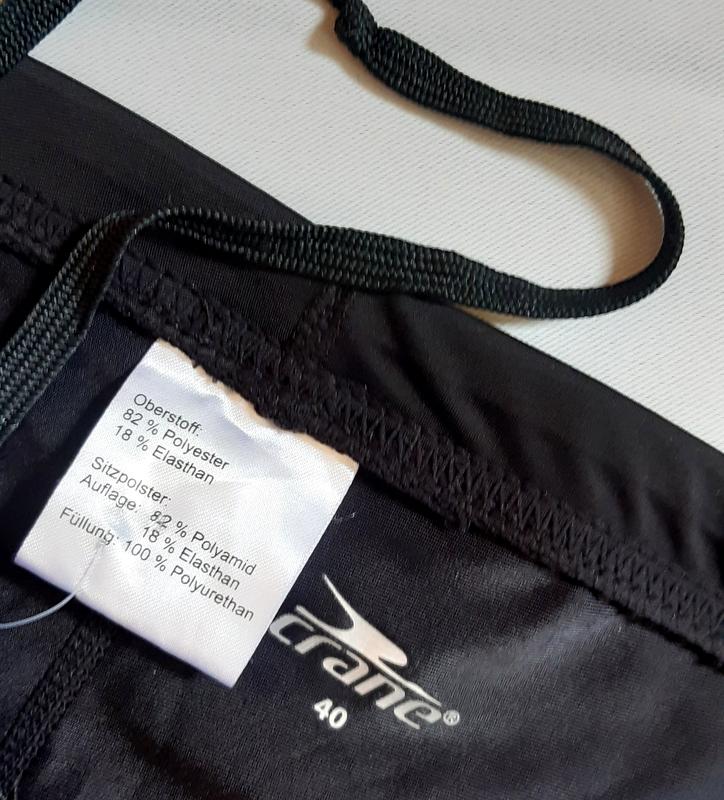 Oberstoff:
82 % Polyester
18 % Elasthan
Sitzpolster:
Auflage: 82 % Polyamid
18 % Elasthan
Füllung: 100 % Polyurethan
crane®
40